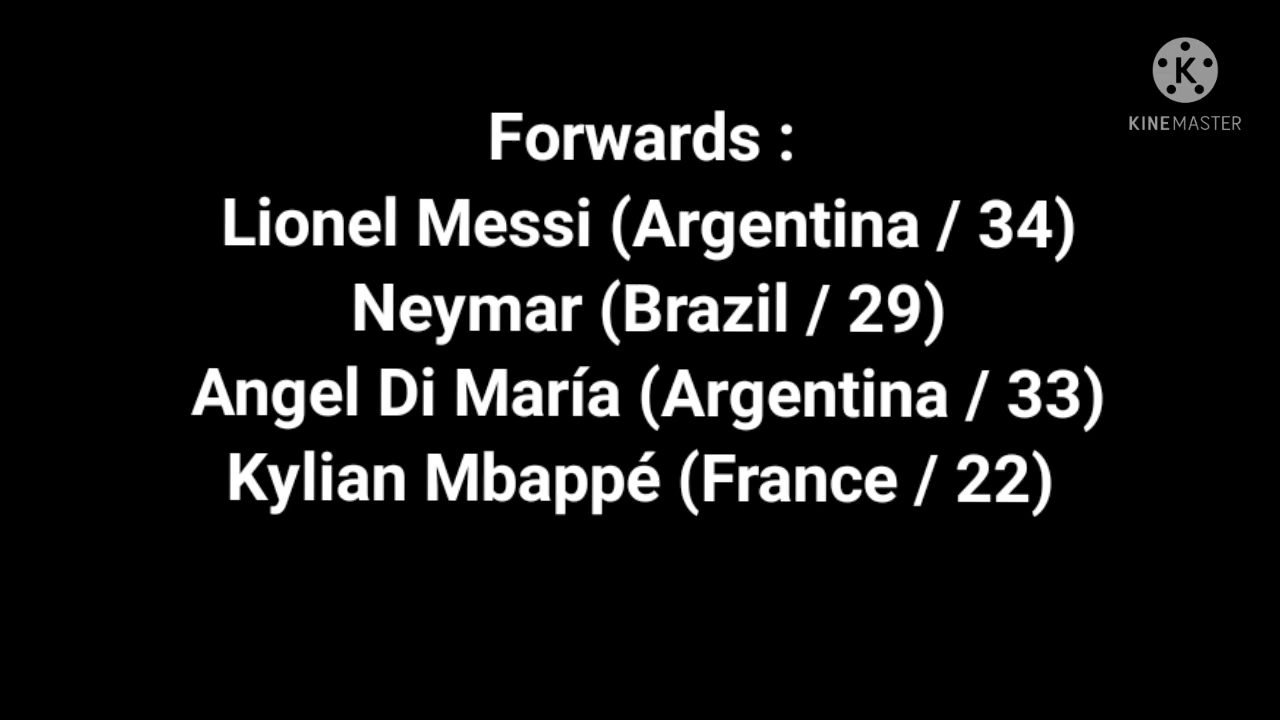 K
KINEMASTER
Forwards :
Lionel Messi (Argentina / 34)
Neymar (Brazil / 29)
Angel Di María (Argentina / 33)
Kylian Mbappé (France / 22)